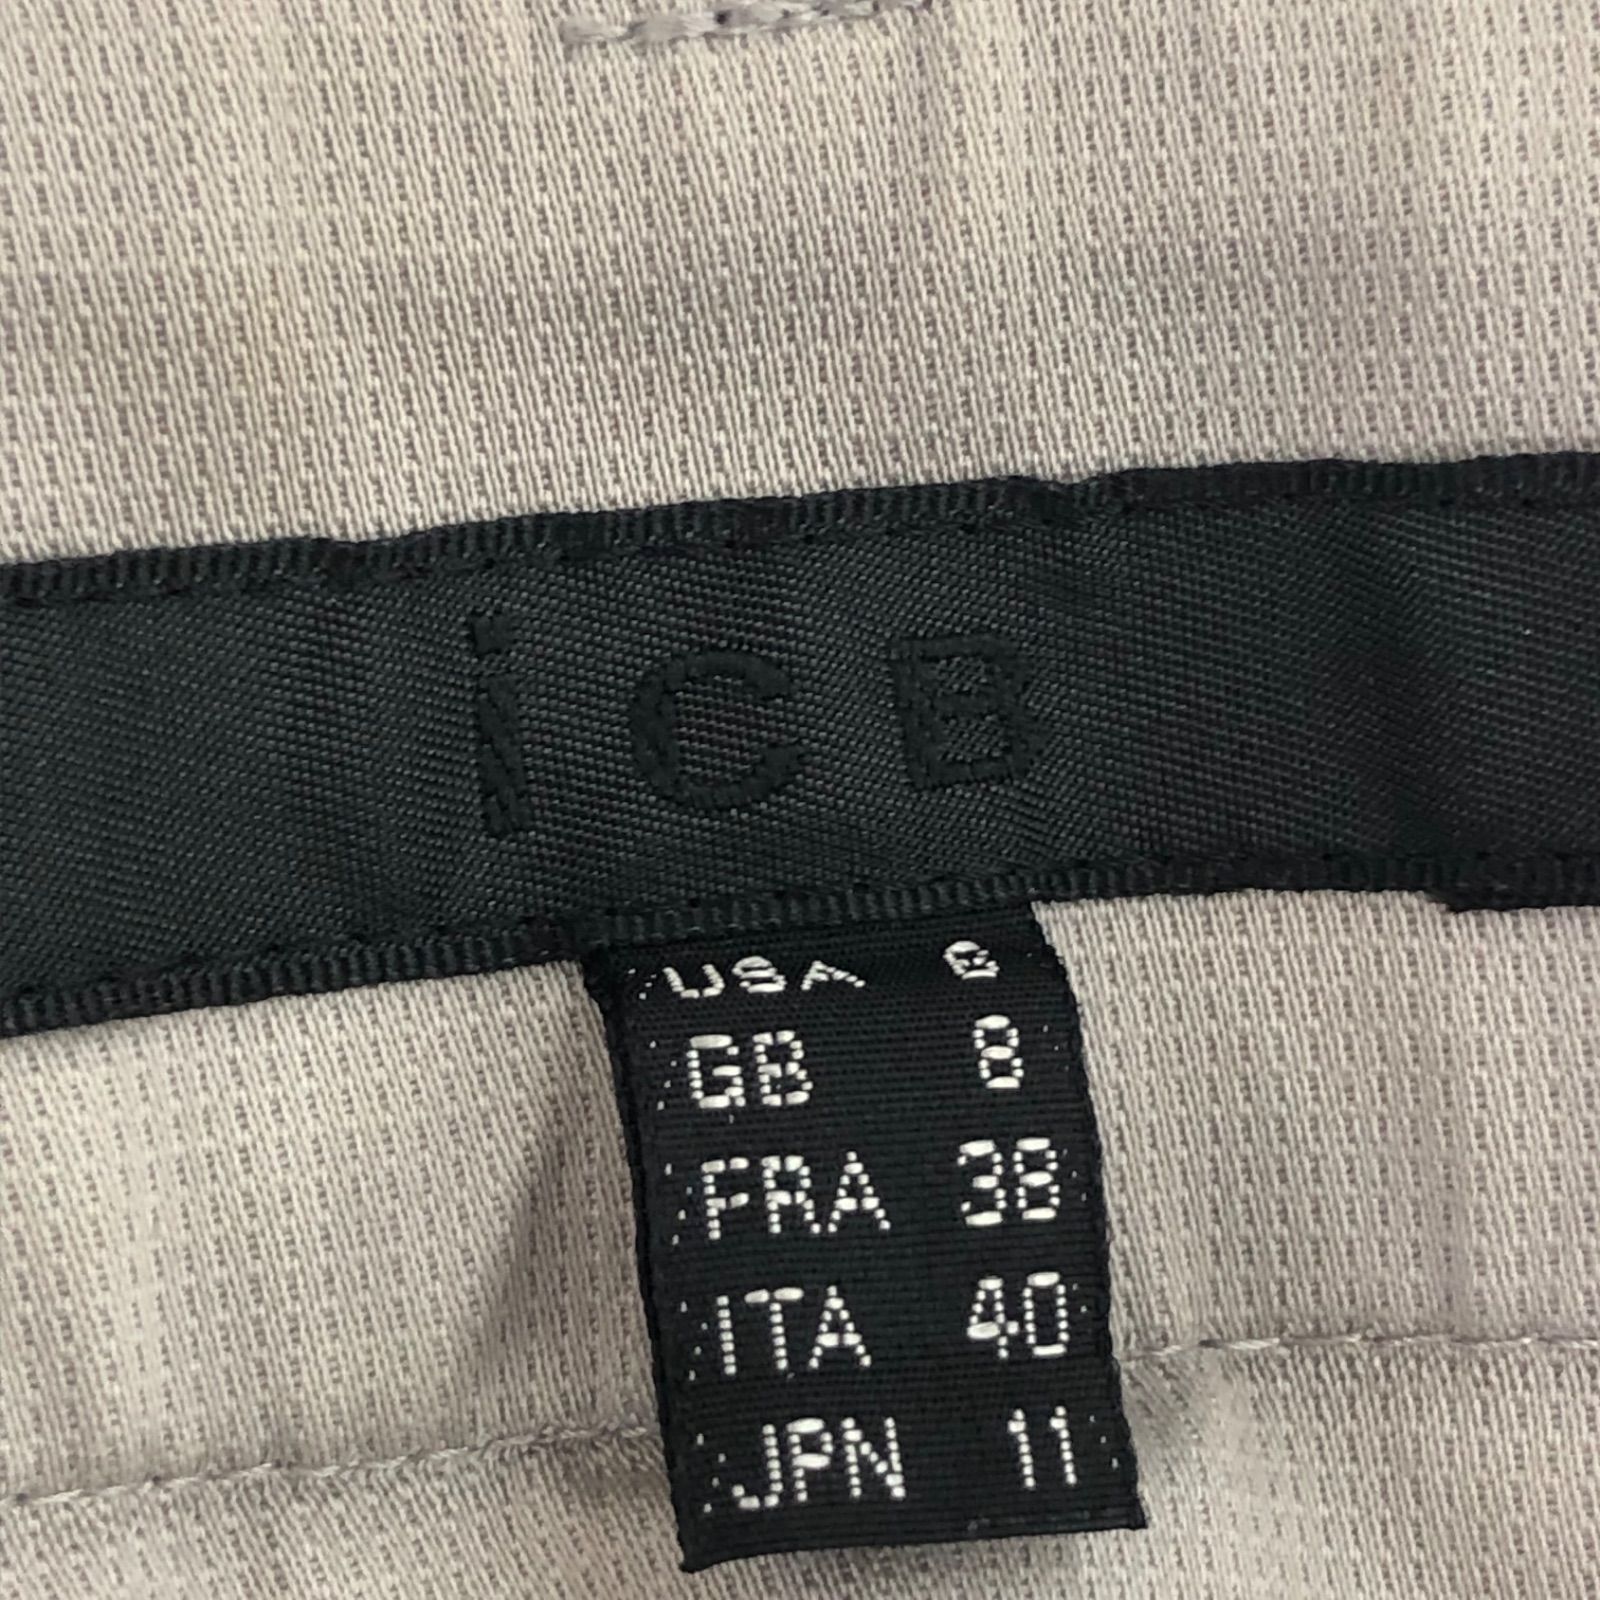 iCB
USA 6
GB 8
FRA 38
ITA 40
JPN 11